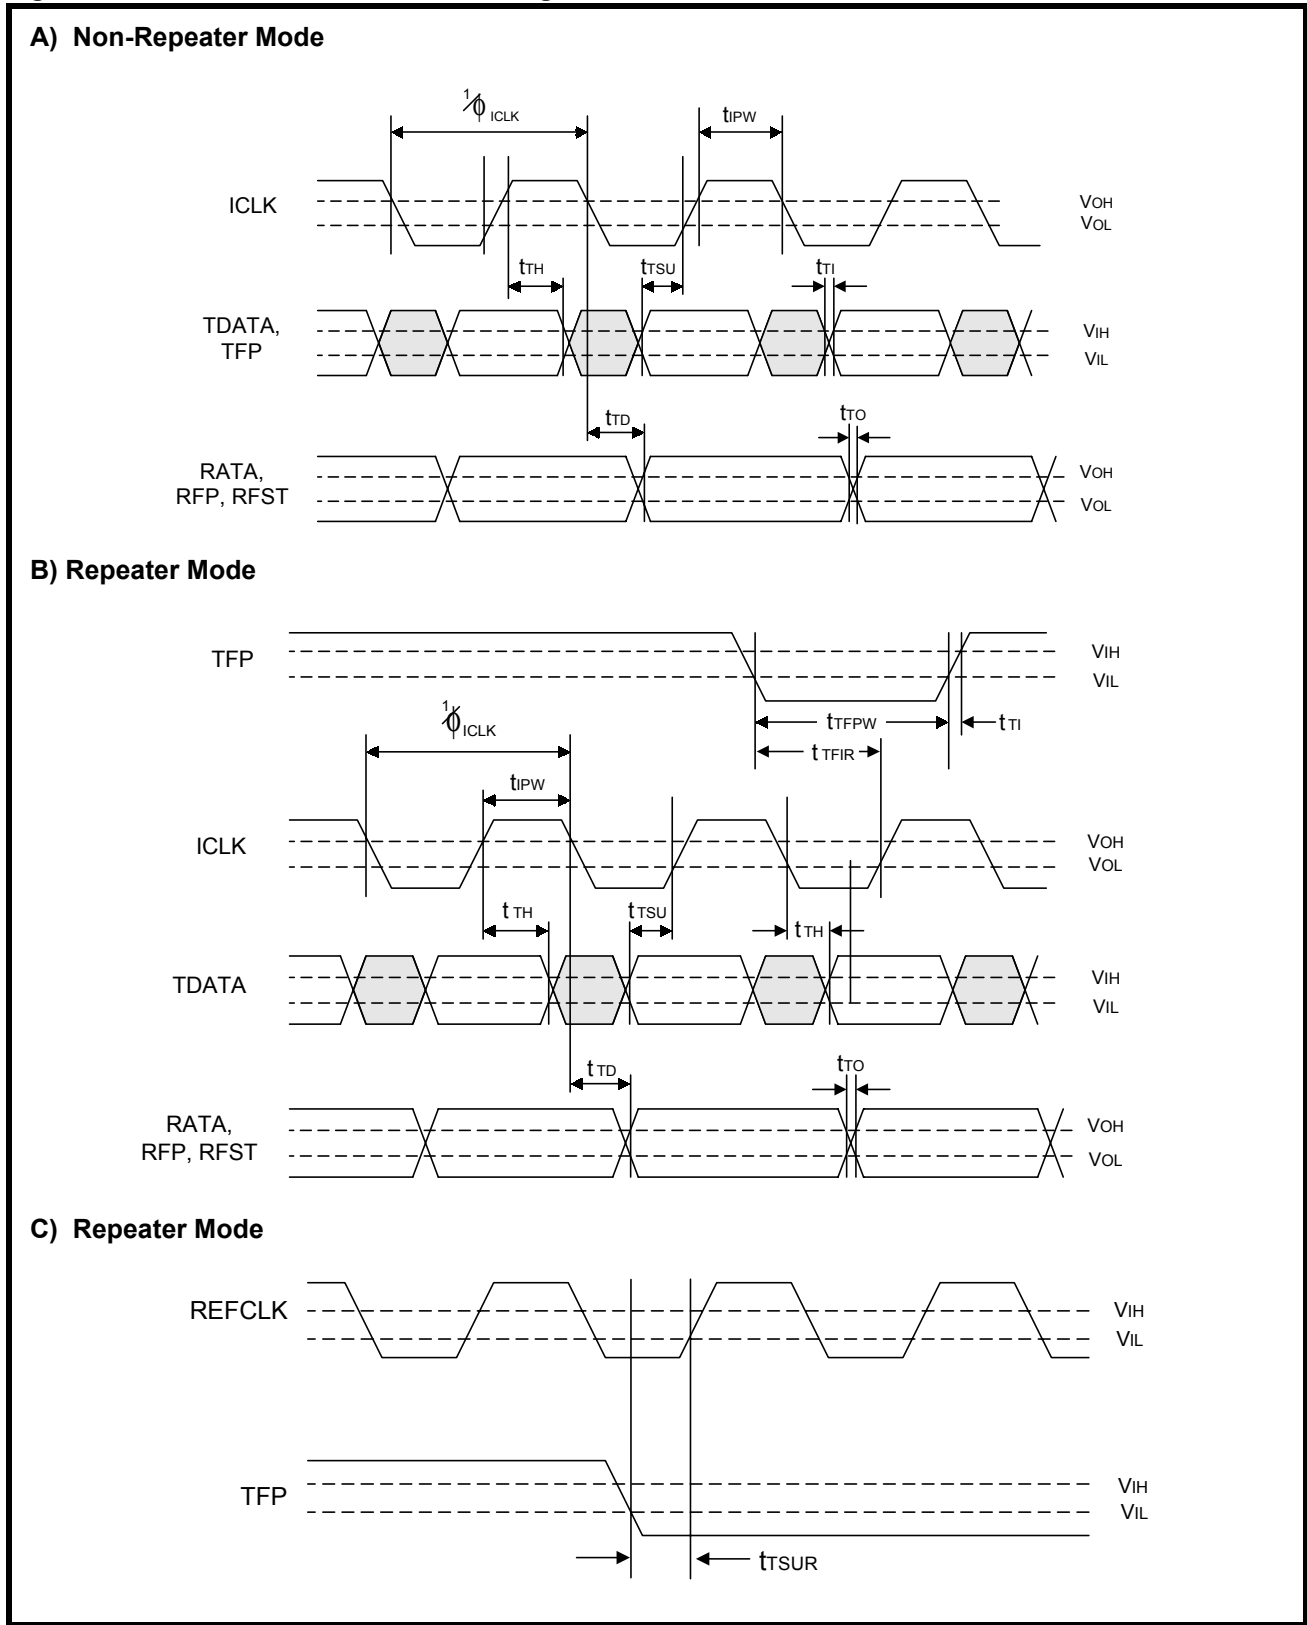 A) Non-Repeater Mode
1/ϕ ICLK
tIPW
ICLK
VOH
VOL
tTH
tTSU
tTI
TDATA,
TFP
VIH
VIL
tTD
tTO
RATA,
RFP, RFST
VOH
VOL
B) Repeater Mode
TFP
VIH
VIL
tTFPW
tTI
1/ϕ ICLK
tTFIR
tIPW
ICLK
VOH
VOL
tTH
tTSU
tTH
TDATA
VIH
VIL
tTD
tTO
RATA,
RFP, RFST
VOH
VOL
C) Repeater Mode
REFCLK
VIH
VIL
TFP
VIH
VIL
tTSUR